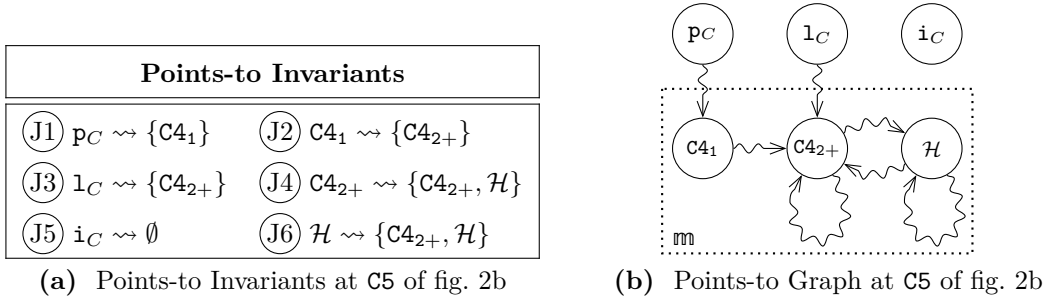 Points-to Invariants
J1 p_C ⇝ {C4₁} J2 C4₁ ⇝ {C4₂₊}
J3 l_C ⇝ {C4₂₊} J4 C4₂₊ ⇝ {C4₂₊, ℋ}
J5 i_C ⇝ ∅ J6 ℋ ⇝ {C4₂₊, ℋ}
(a) Points-to Invariants at C5 of fig. 2b
p_C l_C i_C
C4₁ C4₂₊ ℋ
𝕞
(b) Points-to Graph at C5 of fig. 2b